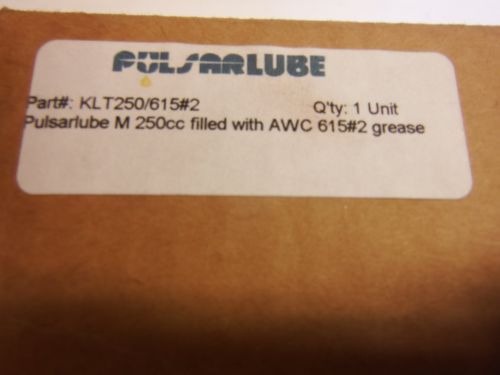 PULSARLUBE
Part#: KLT250/615#2 Q'ty: 1 Unit
Pulsarlube M 250cc filled with AWC 615#2 grease